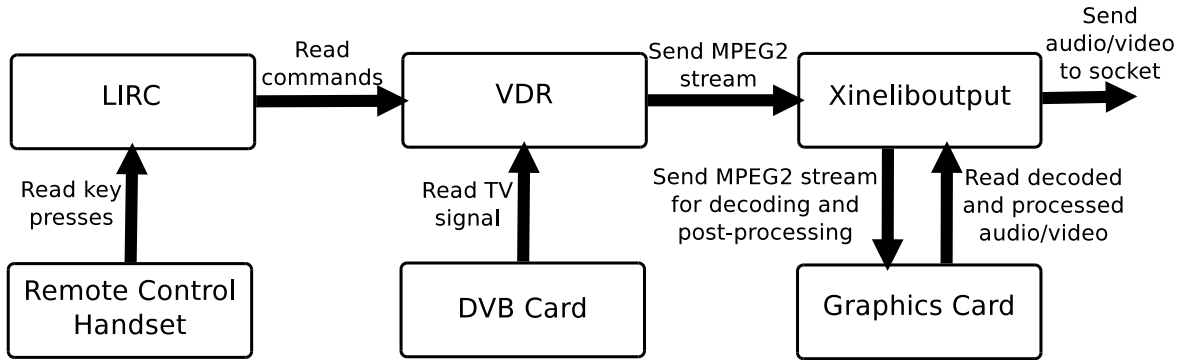 Send
audio/video
to socket
Read
commands
Send MPEG2
stream
LIRC
VDR
Xineliboutput
Read key
presses
Read TV
signal
Send MPEG2 stream
for decoding and
post-processing
Read decoded
and processed
audio/video
Remote Control
Handset
DVB Card
Graphics Card